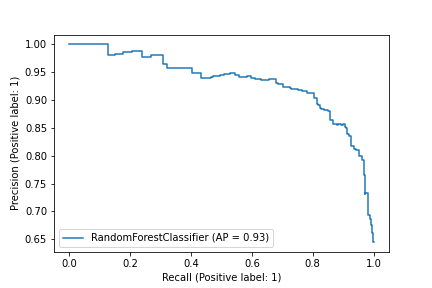 1.00
0.95
0.90
0.85
0.80
0.75
0.70
0.65
Precision (Positive label: 1)
RandomForestClassifier (AP = 0.93)
0.0 0.2 0.4 0.6 0.8 1.0
Recall (Positive label: 1)